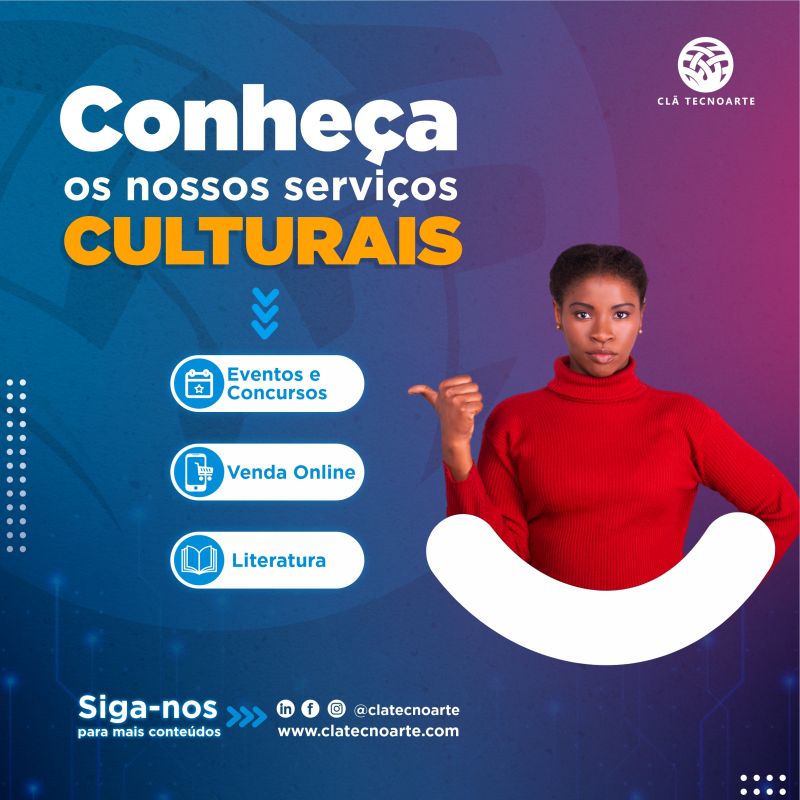 CLÃ TECNOARTE
Conheça
os nossos serviços
CULTURAIS
Eventos e
Concursos
Venda Online
Literatura
Siga-nos
para mais conteúdos
in f @clatecnoarte
www.clatecnoarte.com